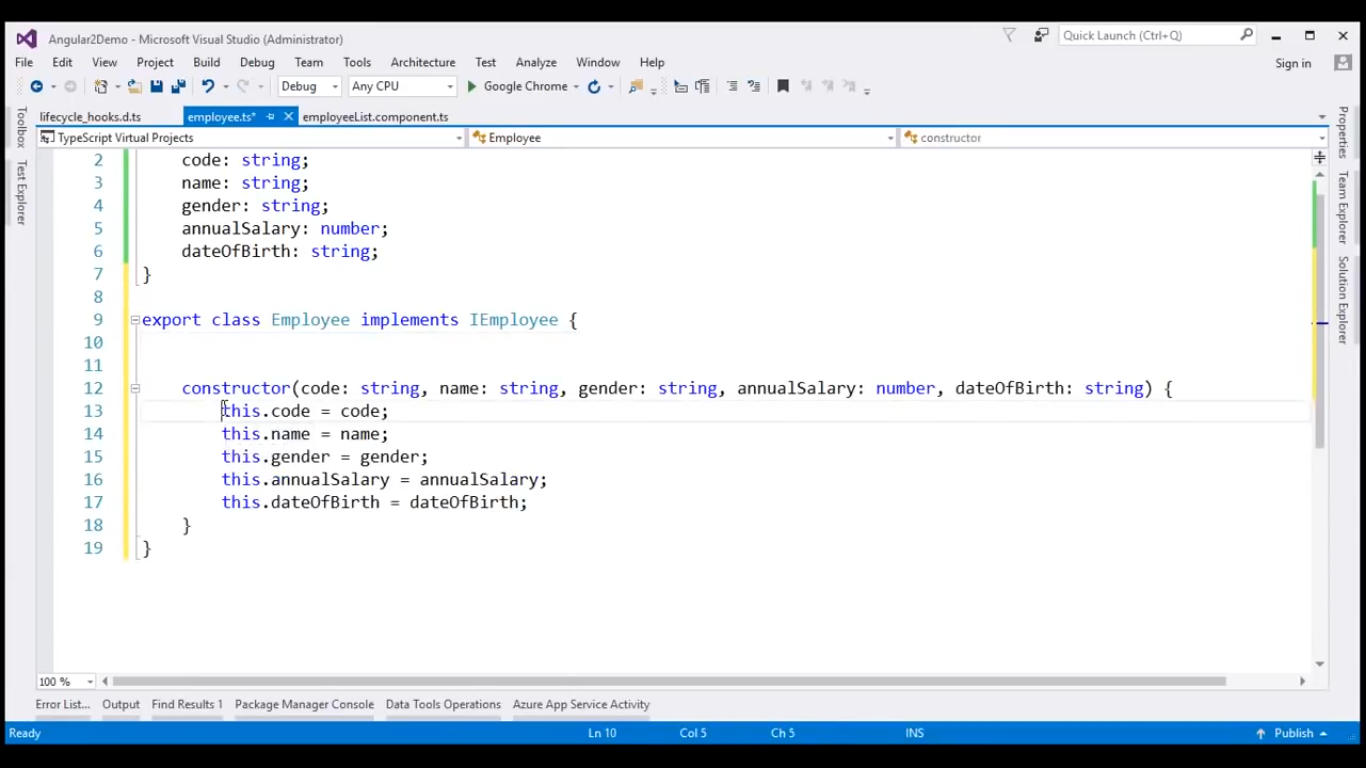 Angular2Demo - Microsoft Visual Studio (Administrator)
Quick Launch (Ctrl+Q)
File Edit View Project Build Debug Team Tools Architecture Test Analyze Window Help
Sign in
Debug Any CPU Google Chrome
lifecycle_hooks.d.ts employee.ts* employeeList.component.ts
TypeScript Virtual Projects Employee constructor
Toolbox
Test Explorer
2 code: string;
3 name: string;
4 gender: string;
5 annualSalary: number;
6 dateOfBirth: string;
7 }
8
9 export class Employee implements IEmployee {
10
11
12 constructor(code: string, name: string, gender: string, annualSalary: number, dateOfBirth: string) {
13 this.code = code;
14 this.name = name;
15 this.gender = gender;
16 this.annualSalary = annualSalary;
17 this.dateOfBirth = dateOfBirth;
18 }
19 }
Properties
Team Explorer
Solution Explorer
100 %
Error List... Output Find Results 1 Package Manager Console Data Tools Operations Azure App Service Activity
Ready Ln 10 Col 5 Ch 5 INS Publish